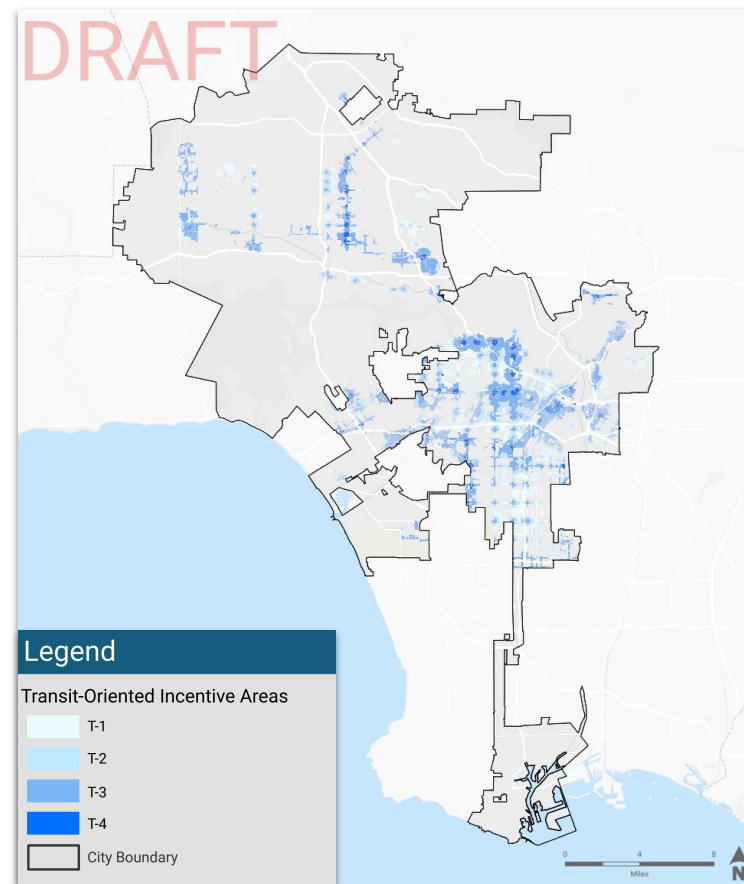 DRAFT
Legend
Transit-Oriented Incentive Areas
T-1
T-2
T-3
T-4
City Boundary
0 4 8
Miles
N